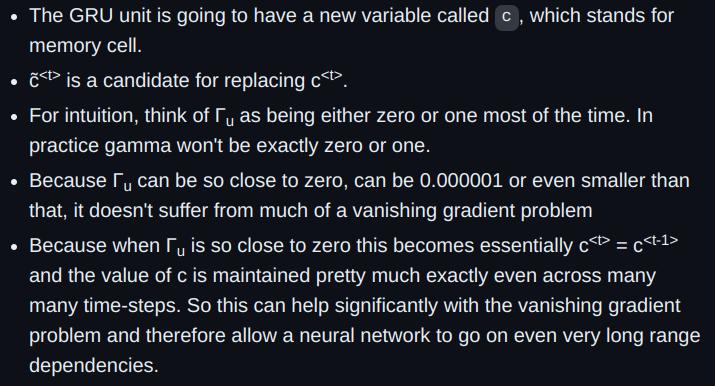 • The GRU unit is going to have a new variable called c, which stands for
memory cell.
• c̃<t> is a candidate for replacing c<t>.
• For intuition, think of Γu as being either zero or one most of the time. In
practice gamma won't be exactly zero or one.
• Because Γu can be so close to zero, can be 0.000001 or even smaller than
that, it doesn't suffer from much of a vanishing gradient problem
• Because when Γu is so close to zero this becomes essentially c<t> = c<t-1>
and the value of c is maintained pretty much exactly even across many
many time-steps. So this can help significantly with the vanishing gradient
problem and therefore allow a neural network to go on even very long range
dependencies.